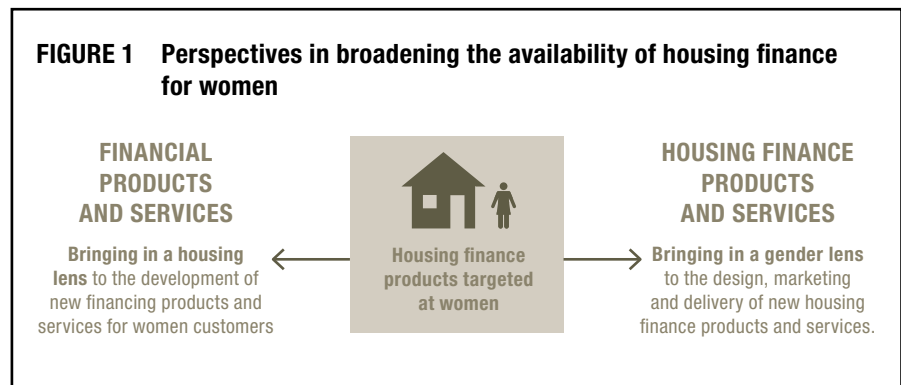 FIGURE 1 Perspectives in broadening the availability of housing finance
for women
FINANCIAL
PRODUCTS
AND SERVICES
Bringing in a housing
lens to the development of
new financing products and
services for women customers
Housing finance
products targeted
at women
HOUSING FINANCE
PRODUCTS
AND SERVICES
Bringing in a gender lens
to the design, marketing
and delivery of new housing
finance products and services.